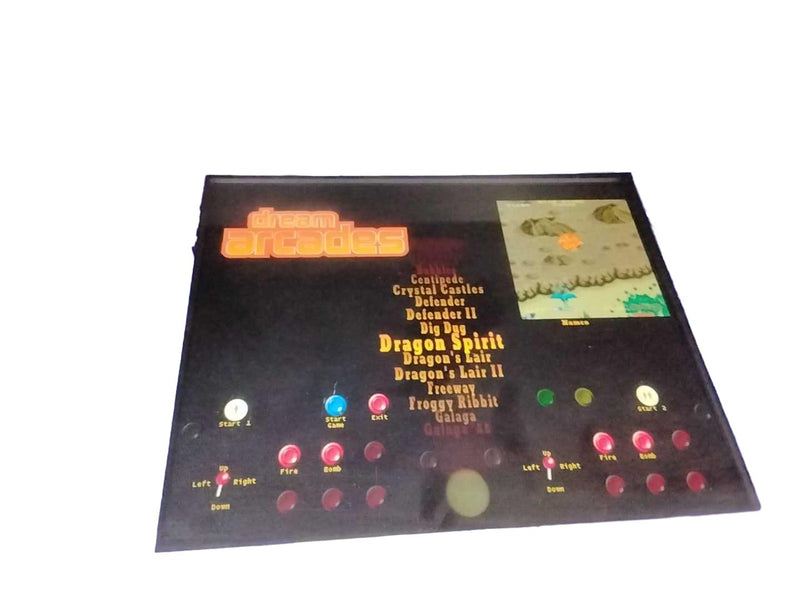 dream
arcades
Centipede
Crystal Castles
Defender
Defender II
Dig Dug
Dragon Spirit
Dragon's Lair
Dragon's Lair II
Freeway
Froggy Ribbit
Galaga
Namco
Start 1
Start
Game
Exit
Start 2
Up
Left
Right
Down
Fire
Bomb
Up
Left
Right
Down
Fire
Bomb